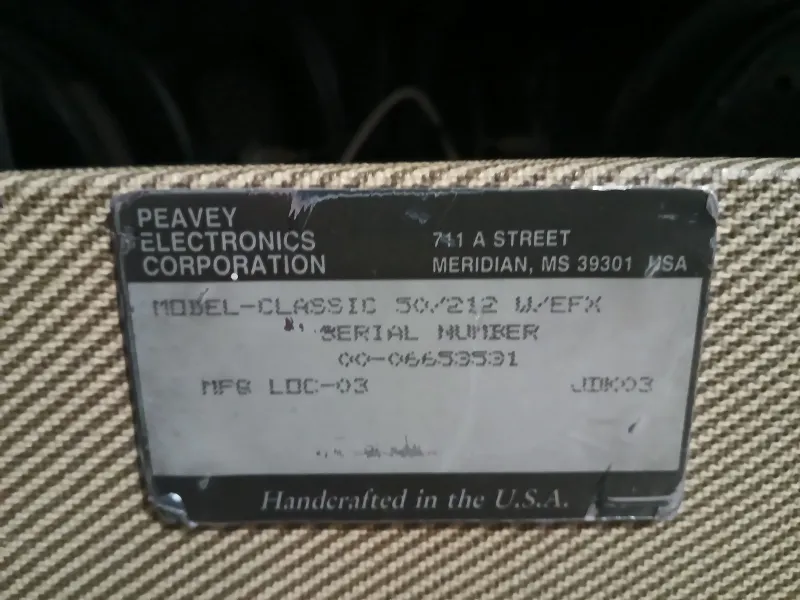 PEAVEY
ELECTRONICS
CORPORATION
711 A STREET
MERIDIAN, MS 39301 USA
MODEL-CLASSIC 50/212 W/EFX
SERIAL NUMBER
00-06653531
MFG LOC-03 JDK03
Handcrafted in the U.S.A.